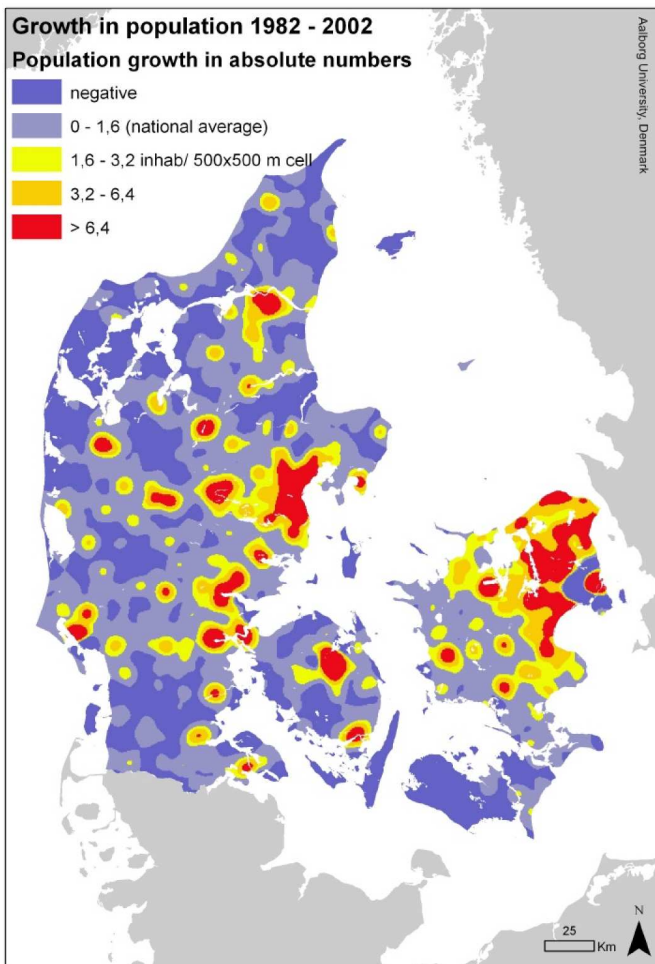 Growth in population 1982 - 2002
Population growth in absolute numbers
negative
0 - 1,6 (national average)
1,6 - 3,2 inhab/ 500x500 m cell
3,2 - 6,4
> 6,4
Aalborg University, Denmark
N
25
Km